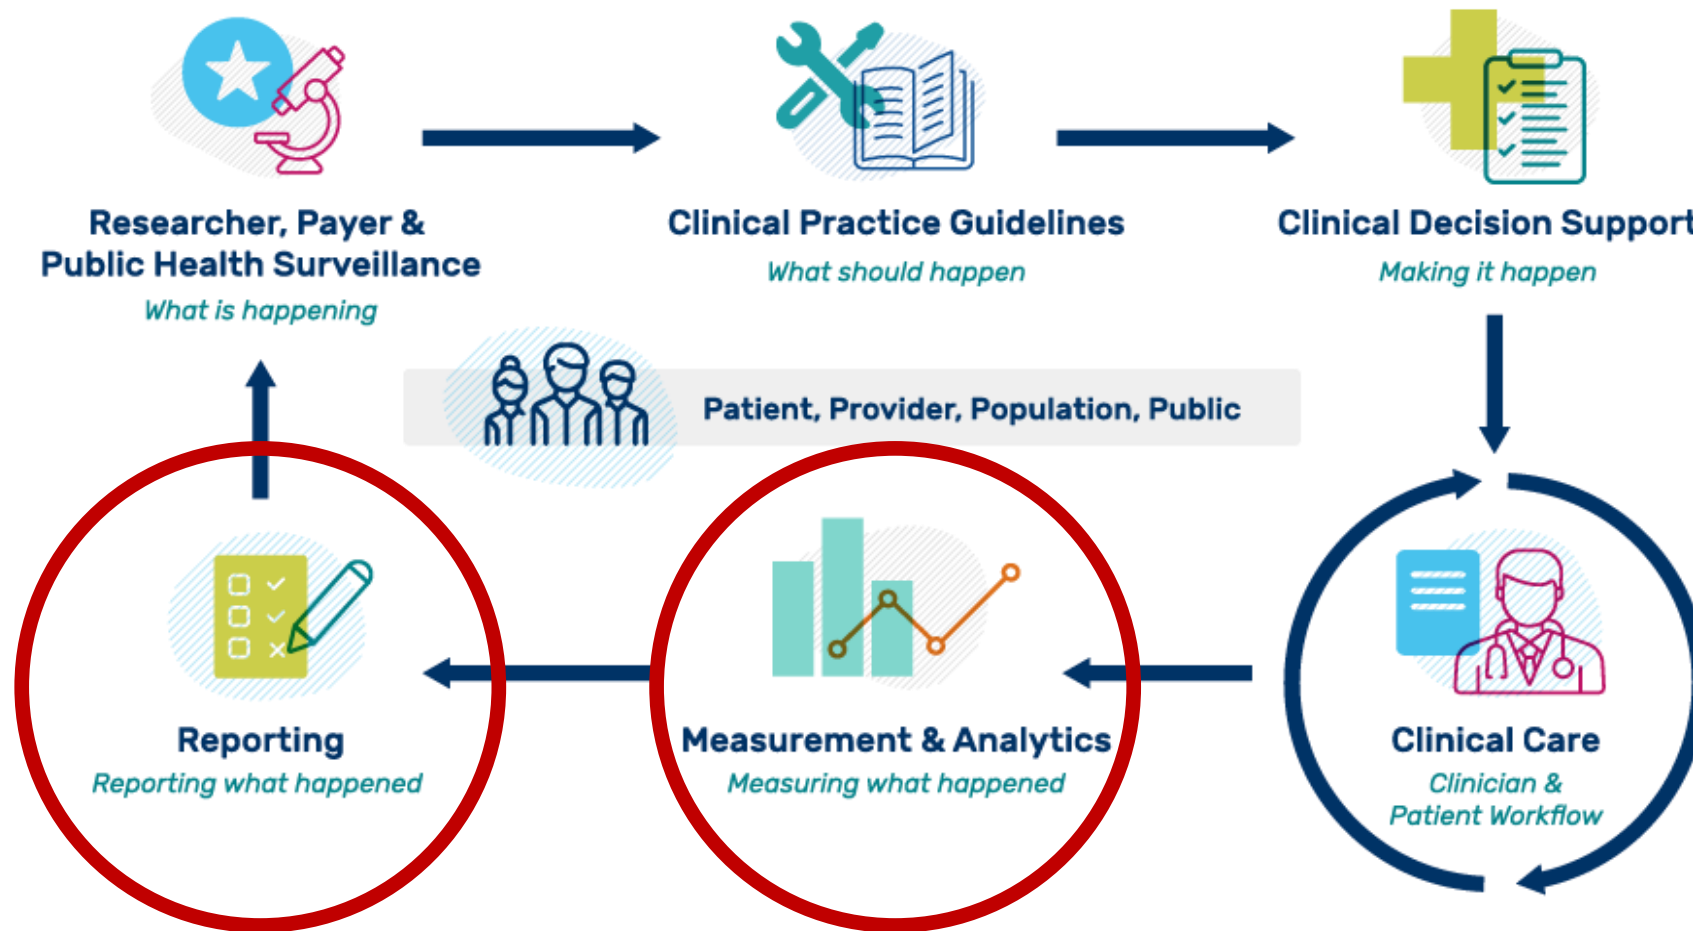 Researcher, Payer &
Public Health Surveillance
What is happening
Clinical Practice Guidelines
What should happen
Clinical Decision Support
Making it happen
Patient, Provider, Population, Public
Reporting
Reporting what happened
Measurement & Analytics
Measuring what happened
Clinical Care
Clinician &
Patient Workflow